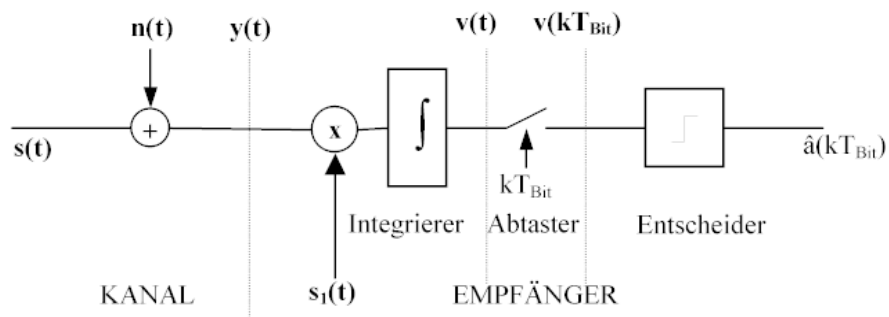 n(t)
y(t)
v(t)
v(kT_Bit)
s(t)
+
x
∫
kT_Bit
â(kT_Bit)
Integrierer
Abtaster
Entscheider
KANAL
s₁(t)
EMPFÄNGER